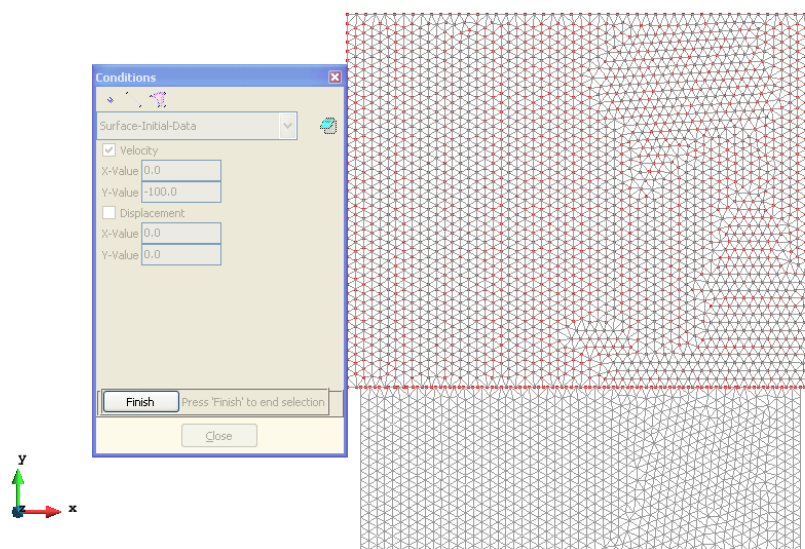 Conditions
Surface-Initial-Data
Velocity
X-Value 0.0
Y-Value -100.0
Displacement
X-Value 0.0
Y-Value 0.0
Finish Press 'Finish' to end selection
Close
y
z x